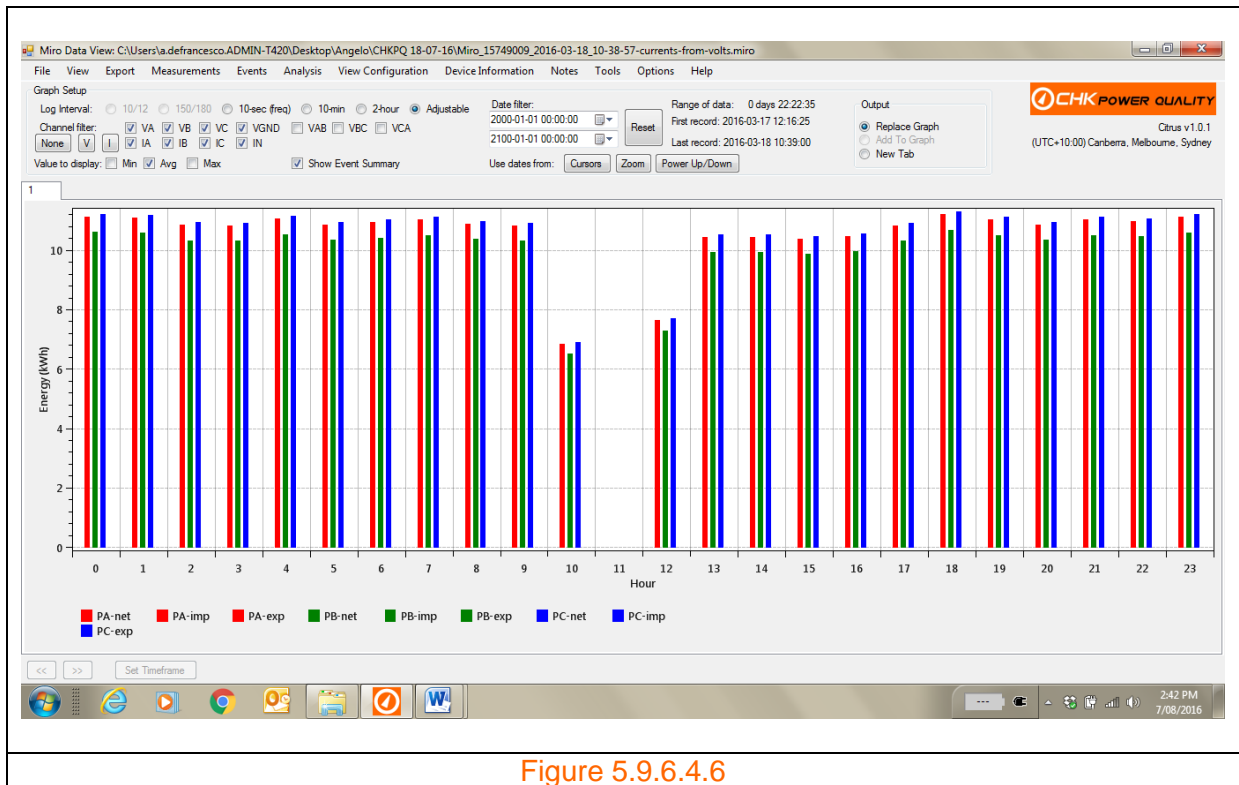 Miro Data View: C:\Users\a.defrancesco.ADMIN-T420\Desktop\Angelo\CHKPQ 18-07-16\Miro_15749009_2016-03-18_10-38-57-currents-from-volts.miro
File View Export Measurements Events Analysis View Configuration Device Information Notes Tools Options Help
Graph Setup
Log Interval: 10/12 150/180 10-sec (freq) 10-min 2-hour Adjustable
Channel filter: VA VB VC VGND VAB VBC VCA
None V I IA IB IC IN
Value to display: Min Avg Max Show Event Summary
Date filter:
2000-01-01 00:00:00
2100-01-01 00:00:00
Reset
Use dates from: Cursors Zoom Power Up/Down
Range of data: 0 days 22:22:35
First record: 2016-03-17 12:16:25
Last record: 2016-03-18 10:39:00
Output
Replace Graph
Add To Graph
New Tab
CHK POWER QUALITY
Citrus v1.0.1
(UTC+10:00) Canberra, Melbourne, Sydney
1
Energy (kWh)
10
8
6
4
2
0
0 1 2 3 4 5 6 7 8 9 10 11 12 13 14 15 16 17 18 19 20 21 22 23
Hour
PA-net PA-imp PA-exp PB-net PB-imp PB-exp PC-net PC-imp
PC-exp
<< >> Set Timeframe
2:42 PM
7/08/2016
Figure 5.9.6.4.6